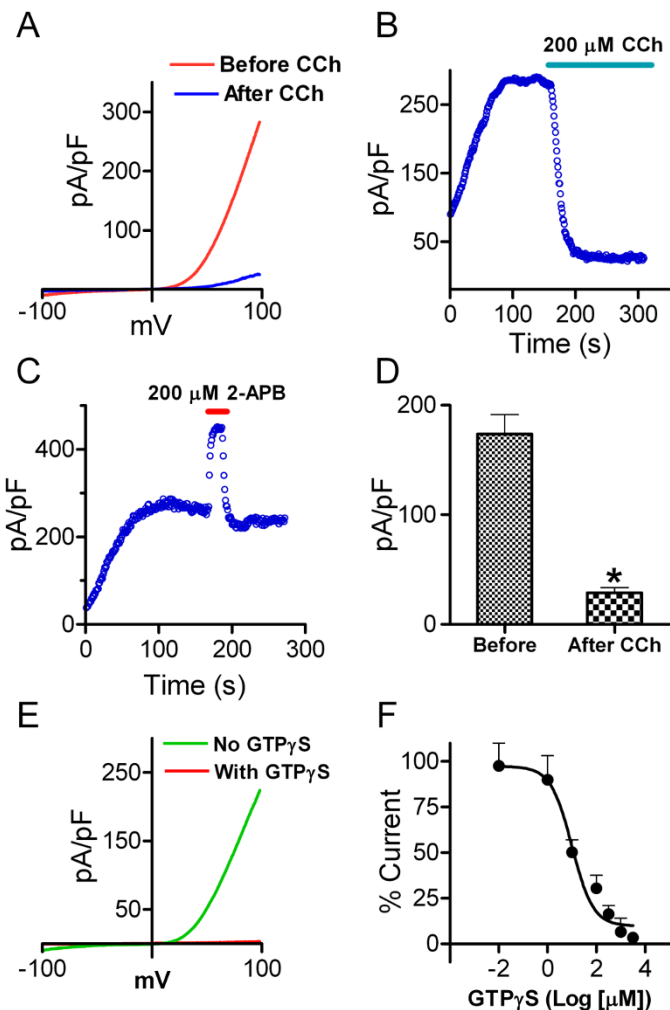 A
Before CCh
After CCh
300
200
100
pA/pF
-100
100
mV
B
200 μM CCh
250
150
50
pA/pF
0
100
200
300
Time (s)
C
200 μM 2-APB
400
200
0
pA/pF
0
100
200
300
Time (s)
D
200
100
0
pA/pF
*
Before
After CCh
E
No GTPγS
With GTPγS
250
150
50
pA/pF
-100
100
mV
F
100
75
50
25
0
% Current
-2
0
2
4
GTPγS (Log [μM])